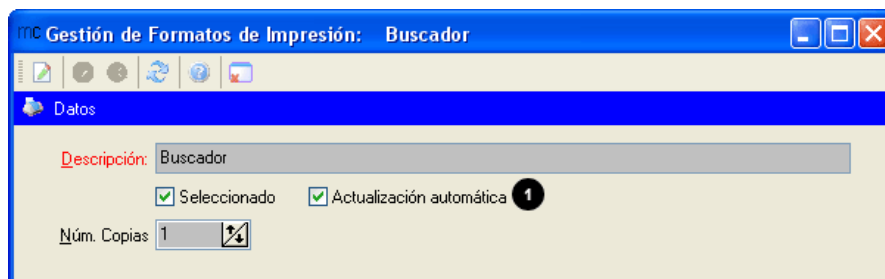 mc Gestión de Formatos de Impresión: Buscador
Datos
Descripción: Buscador
Seleccionado Actualización automática 1
Núm. Copias 1